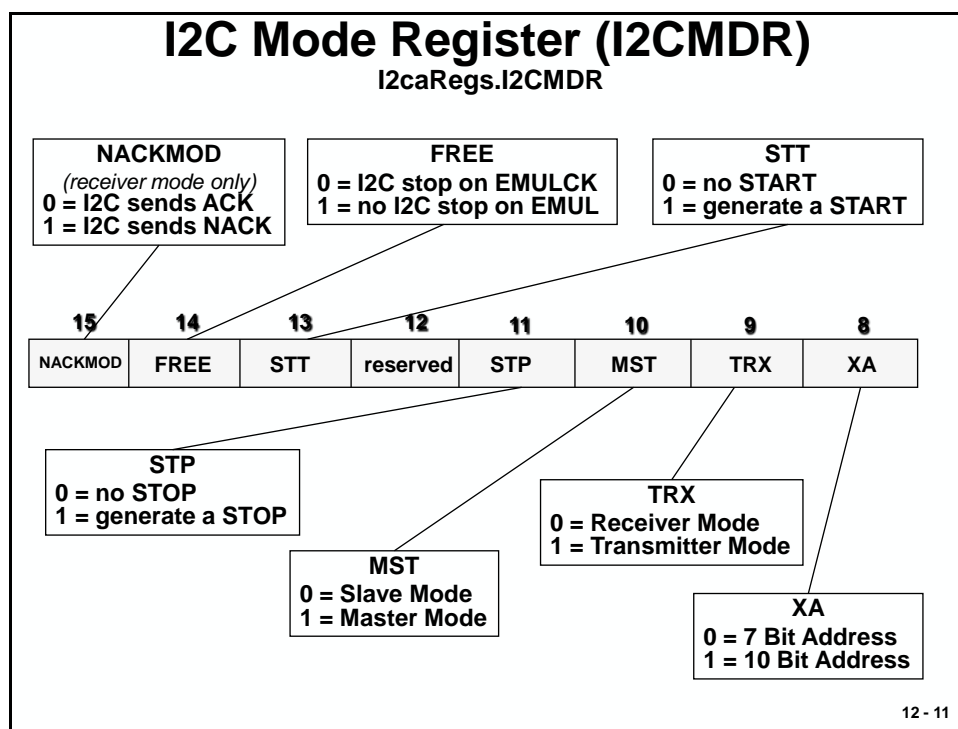 I2C Mode Register (I2CMDR)
I2caRegs.I2CMDR
NACKMOD
(receiver mode only)
0 = I2C sends ACK
1 = I2C sends NACK
FREE
0 = I2C stop on EMULCK
1 = no I2C stop on EMUL
STT
0 = no START
1 = generate a START
15 14 13 12 11 10 9 8
NACKMOD FREE STT reserved STP MST TRX XA
STP
0 = no STOP
1 = generate a STOP
MST
0 = Slave Mode
1 = Master Mode
TRX
0 = Receiver Mode
1 = Transmitter Mode
XA
0 = 7 Bit Address
1 = 10 Bit Address
12 - 11